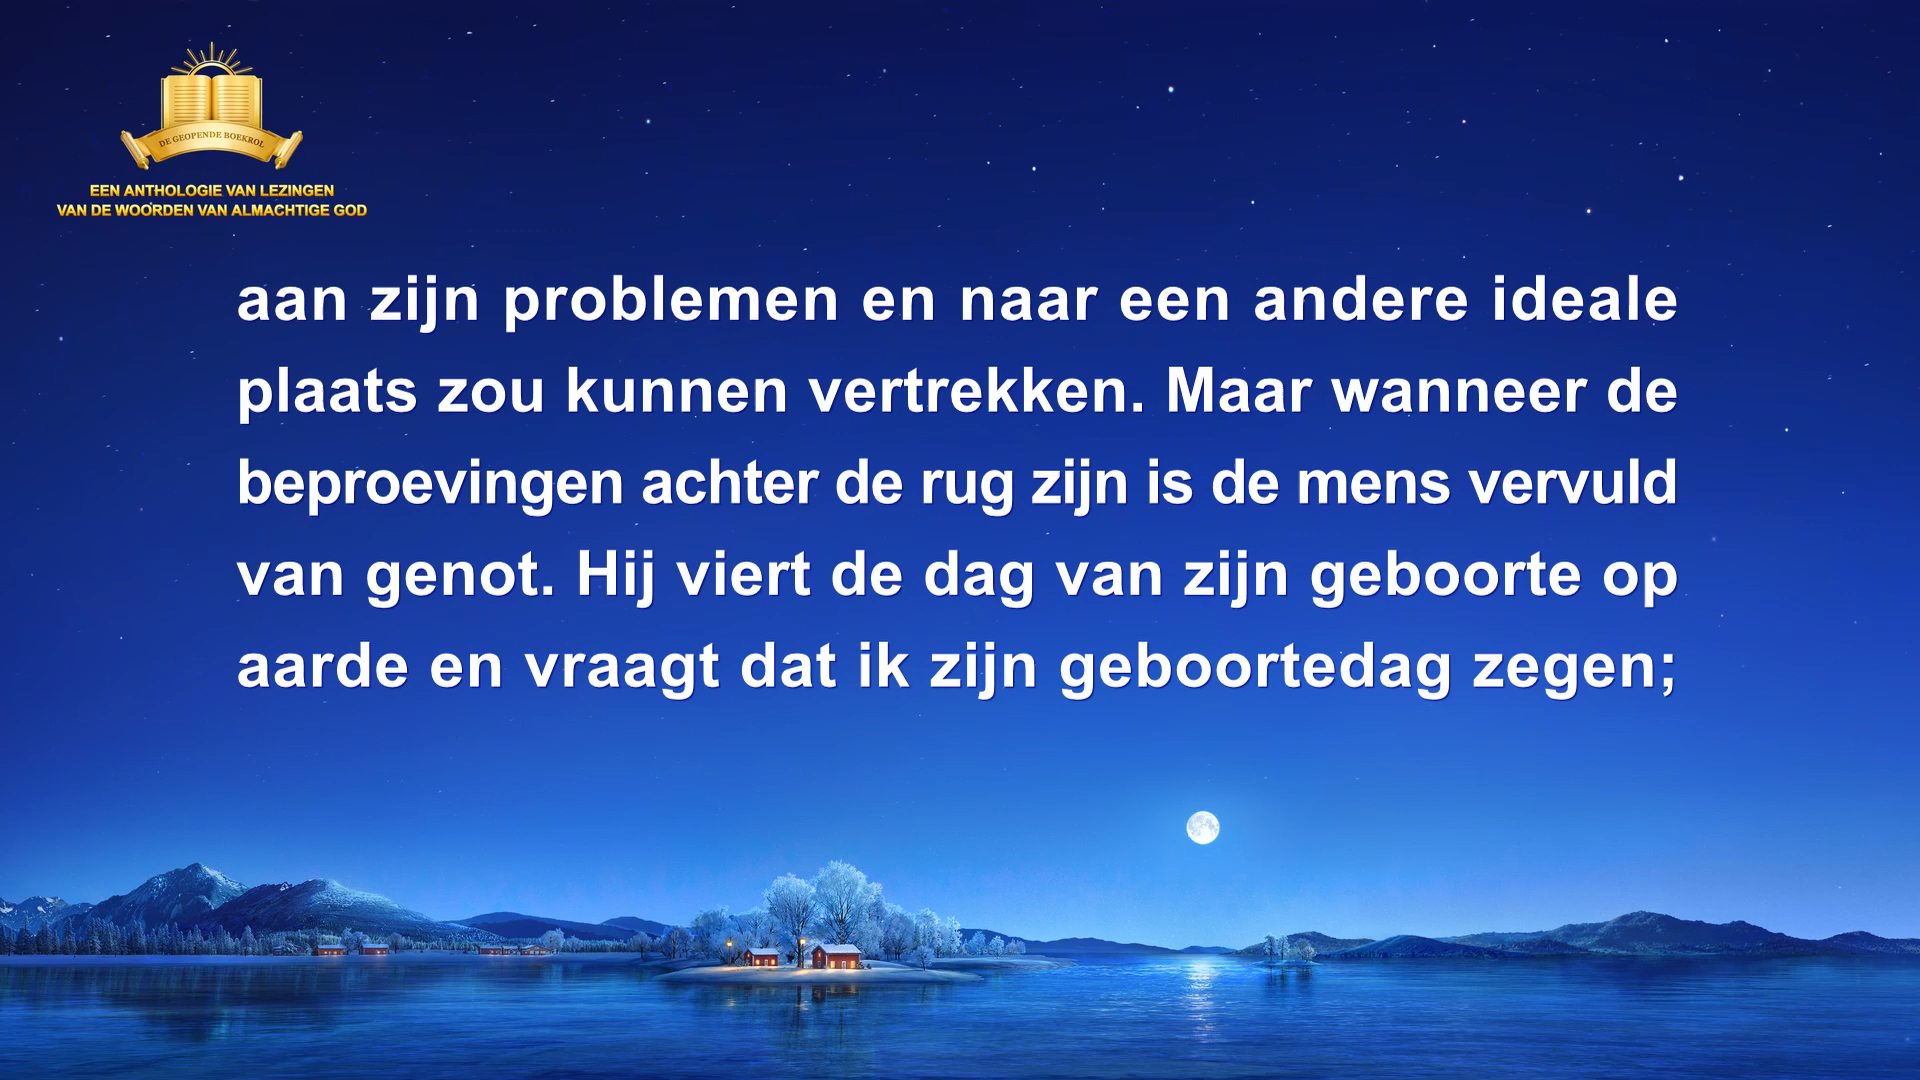 DE GEOPENDE BOEKROL
EEN ANTHOLOGIE VAN LEZINGEN
VAN DE WOORDEN VAN ALMACHTIGE GOD
aan zijn problemen en naar een andere ideale
plaats zou kunnen vertrekken. Maar wanneer de
beproevingen achter de rug zijn is de mens vervuld
van genot. Hij viert de dag van zijn geboorte op
aarde en vraagt dat ik zijn geboortedag zegen;